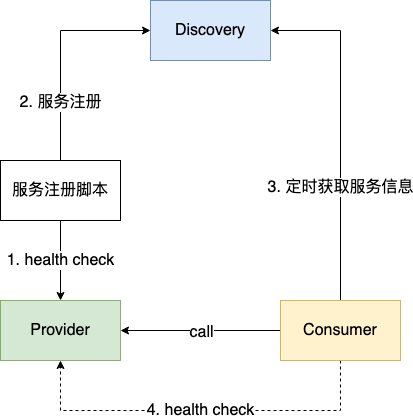 Discovery
2. 服务注册
服务注册脚本
3. 定时获取服务信息
1. health check
Provider
call
Consumer
4. health check